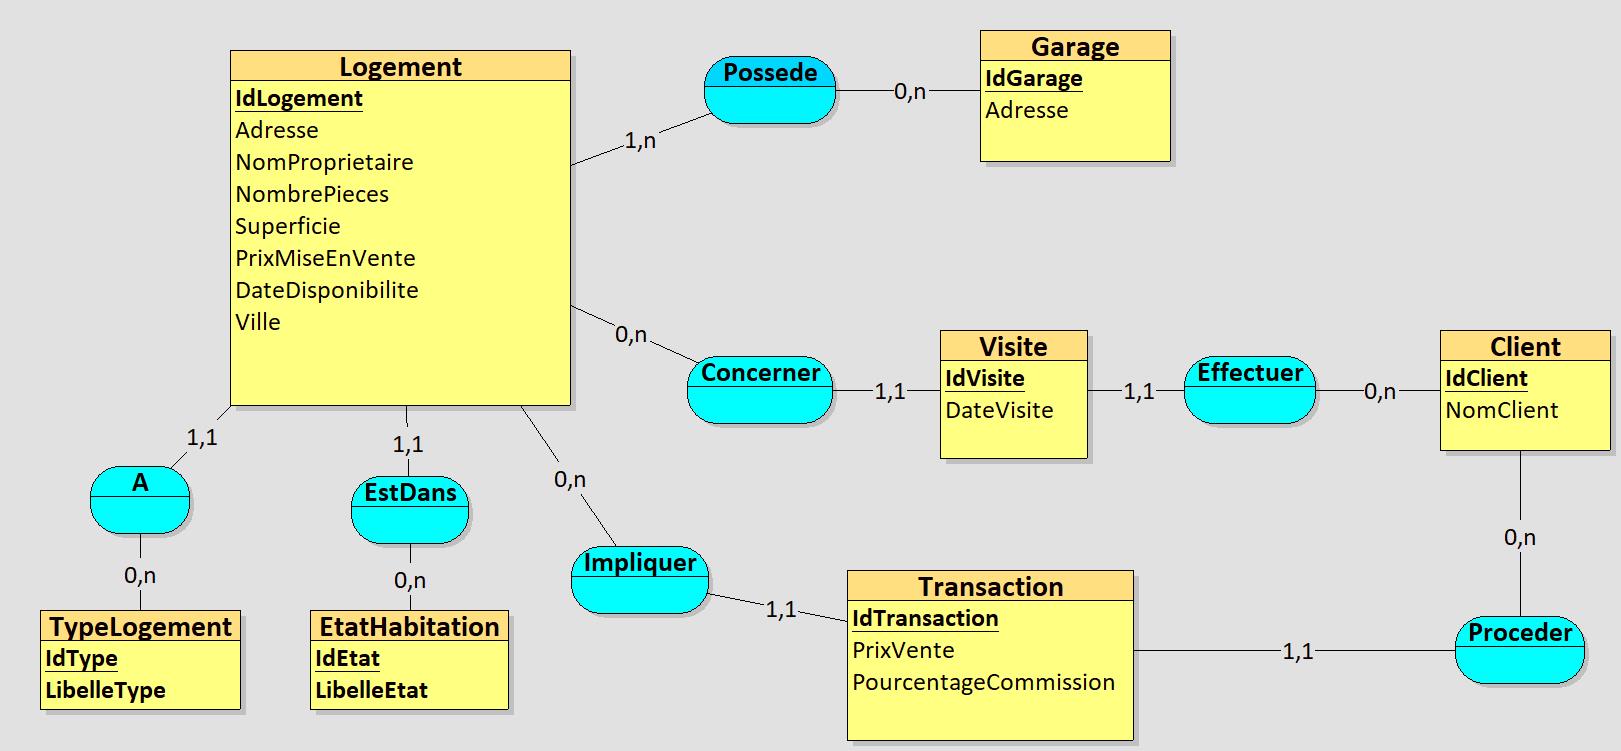 Logement
IdLogement
Adresse
NomProprietaire
NombrePieces
Superficie
PrixMiseEnVente
DateDisponibilite
Ville
1,n
Possede
0,n
Garage
IdGarage
Adresse
0,n
Concerner
1,1
Visite
IdVisite
DateVisite
1,1
Effectuer
0,n
Client
IdClient
NomClient
1,1
A
0,n
TypeLogement
IdType
LibelleType
1,1
EstDans
0,n
EtatHabitation
IdEtat
LibelleEtat
0,n
Impliquer
1,1
Transaction
IdTransaction
PrixVente
PourcentageCommission
1,1
Proceder
0,n